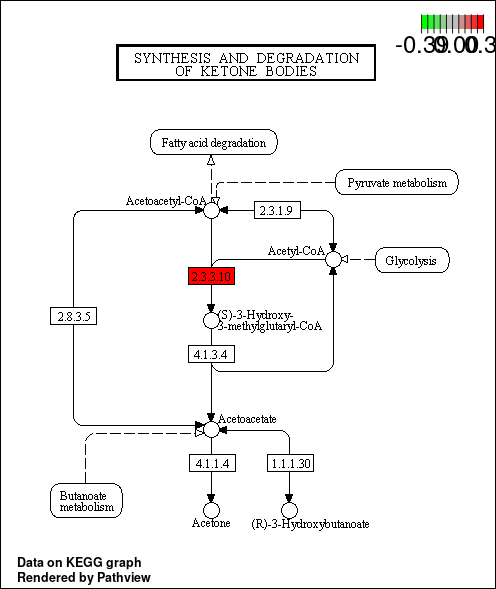 -0.39 0.00 0.3
SYNTHESIS AND DEGRADATION
OF KETONE BODIES
Fatty acid degradation
Pyruvate metabolism
Acetoacetyl-CoA
2.3.1.9
Acetyl-CoA
Glycolysis
2.3.3.10
(S)-3-Hydroxy-
3-methylglutaryl-CoA
2.8.3.5
4.1.3.4
Acetoacetate
4.1.1.4
1.1.1.30
Butanoate
metabolism
Acetone
(R)-3-Hydroxybutanoate
Data on KEGG graph
Rendered by Pathview